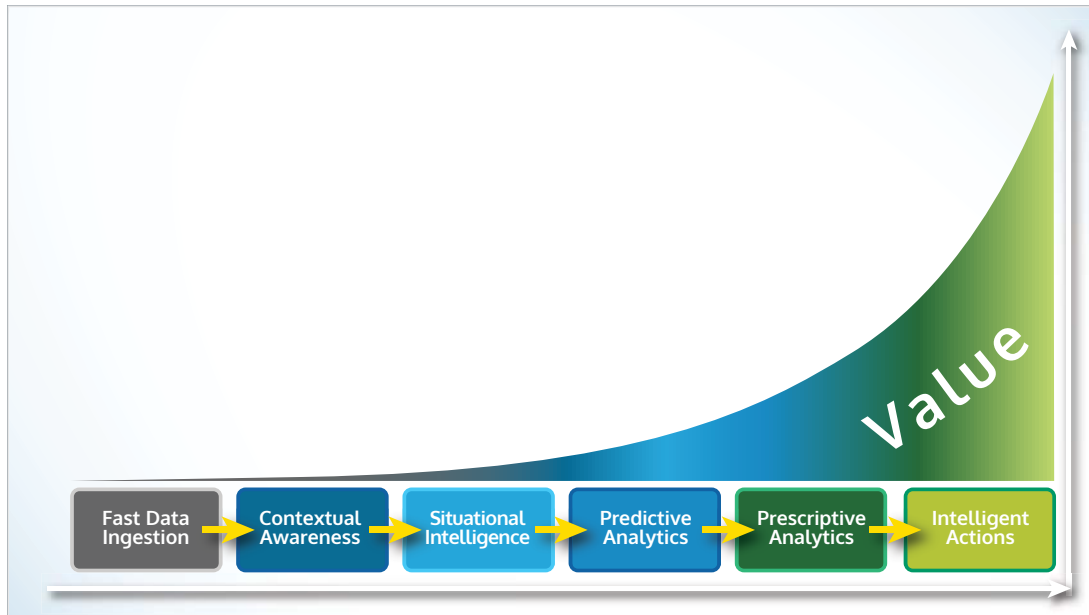 Value
Fast Data
Ingestion
Contextual
Awareness
Situational
Intelligence
Predictive
Analytics
Prescriptive
Analytics
Intelligent
Actions